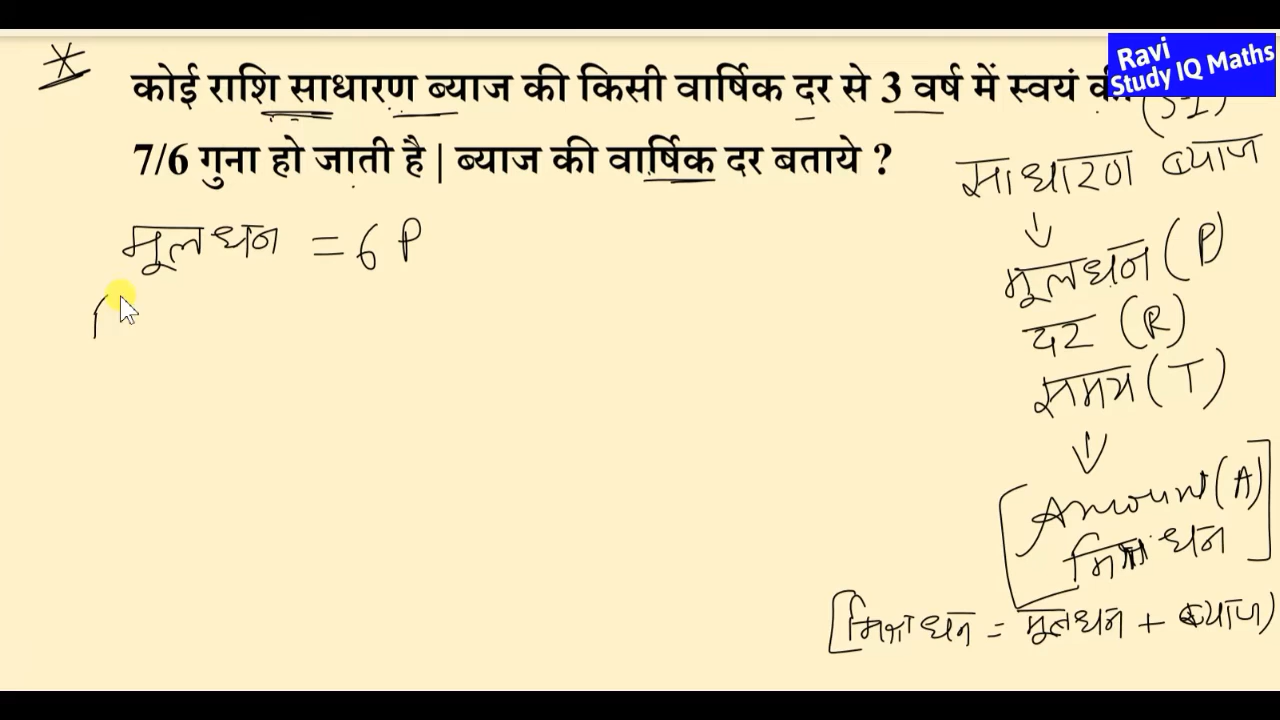 Ravi
Study IQ Maths
कोई राशि साधारण ब्याज की किसी वार्षिक दर से 3 वर्ष में स्वयं
7/6 गुना हो जाती है | ब्याज की वार्षिक दर बताये ?
(SI)
साधारण ब्याज
मूलधन = 6 P
मूलधन (P)
दर (R)
समय (T)
[Amount (A)
मिश्रधन]
[मिश्रधन = मूलधन + ब्याज)